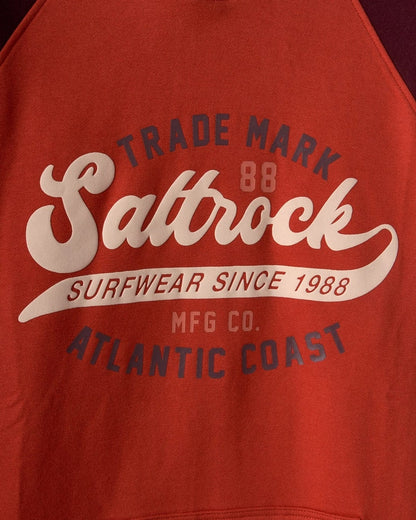 TRADE MARK
88
Saltrock
SURFWEAR SINCE 1988
MFG CO.
ATLANTIC COAST